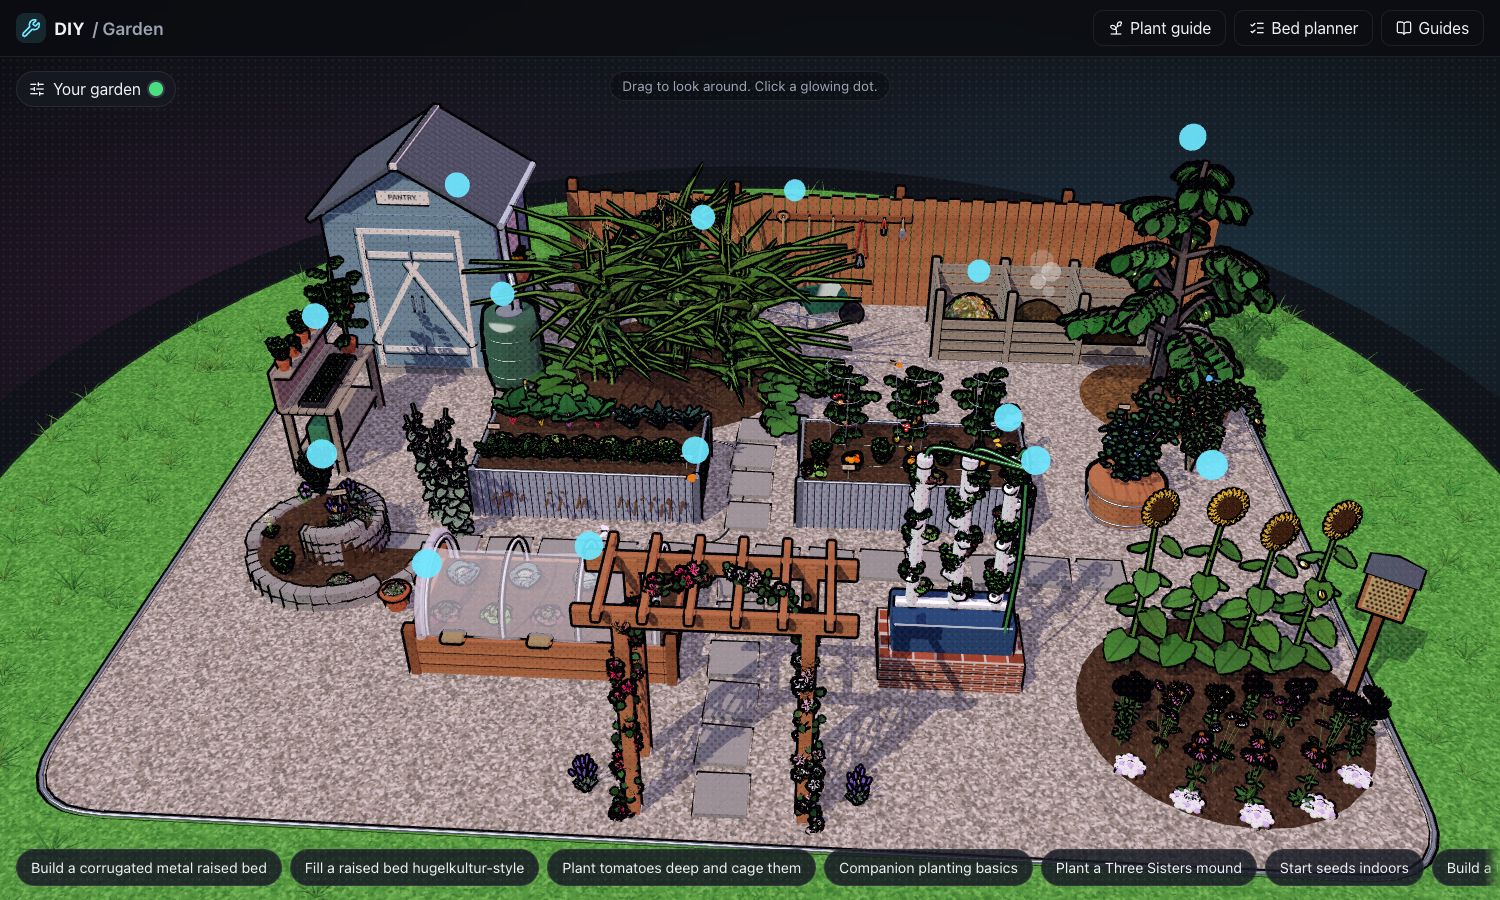 DIY / Garden
Plant guide
Bed planner
Guides
Your garden
Drag to look around. Click a glowing dot.
PANTRY
Build a corrugated metal raised bed
Fill a raised bed hugelkultur-style
Plant tomatoes deep and cage them
Companion planting basics
Plant a Three Sisters mound
Start seeds indoors
Build a